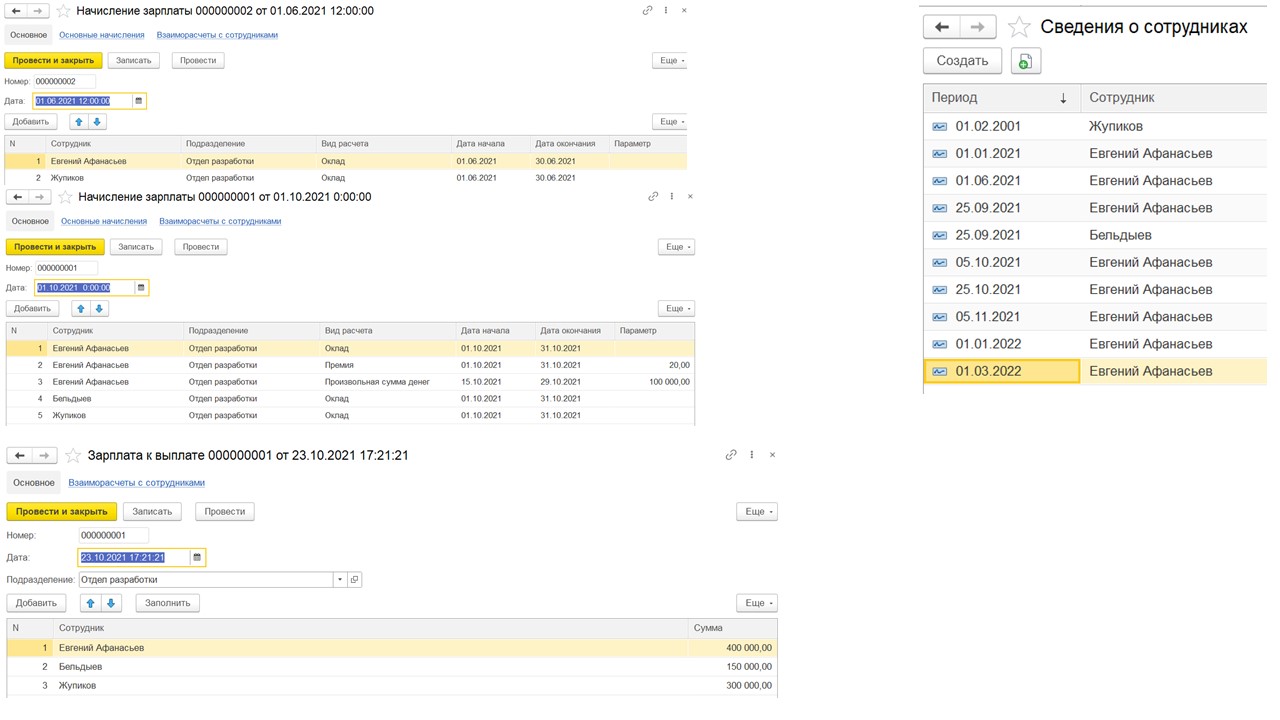 Начисление зарплаты 000000002 от 01.06.2021 12:00:00
Основное Основные начисления Взаиморасчеты с сотрудниками
Провести и закрыть Записать Провести Еще
Номер: 000000002
Дата: 01.06.2021 12:00:00
Добавить Еще
N Сотрудник Подразделение Вид расчета Дата начала Дата окончания Параметр
1 Евгений Афанасьев Отдел разработки Оклад 01.06.2021 30.06.2021
2 Жупиков Отдел разработки Оклад 01.06.2021 30.06.2021
Начисление зарплаты 000000001 от 01.10.2021 0:00:00
Основное Основные начисления Взаиморасчеты с сотрудниками
Провести и закрыть Записать Провести Еще
Номер: 000000001
Дата: 01.10.2021 0:00:00
Добавить Еще
N Сотрудник Подразделение Вид расчета Дата начала Дата окончания Параметр
1 Евгений Афанасьев Отдел разработки Оклад 01.10.2021 31.10.2021
2 Евгений Афанасьев Отдел разработки Премия 01.10.2021 31.10.2021 20,00
3 Евгений Афанасьев Отдел разработки Произвольная сумма денег 15.10.2021 29.10.2021 100 000,00
4 Бельдыев Отдел разработки Оклад 01.10.2021 31.10.2021
5 Жупиков Отдел разработки Оклад 01.10.2021 31.10.2021
Зарплата к выплате 000000001 от 23.10.2021 17:21:21
Основное Взаиморасчеты с сотрудниками
Провести и закрыть Записать Провести Еще
Номер: 000000001
Дата: 23.10.2021 17:21:21
Подразделение: Отдел разработки
Добавить Заполнить Еще
N Сотрудник Сумма
1 Евгений Афанасьев 400 000,00
2 Бельдыев 150 000,00
3 Жупиков 300 000,00
Сведения о сотрудниках
Создать
Период Сотрудник
01.02.2001 Жупиков
01.01.2021 Евгений Афанасьев
01.06.2021 Евгений Афанасьев
25.09.2021 Евгений Афанасьев
25.09.2021 Бельдыев
05.10.2021 Евгений Афанасьев
25.10.2021 Евгений Афанасьев
05.11.2021 Евгений Афанасьев
01.01.2022 Евгений Афанасьев
01.03.2022 Евгений Афанасьев